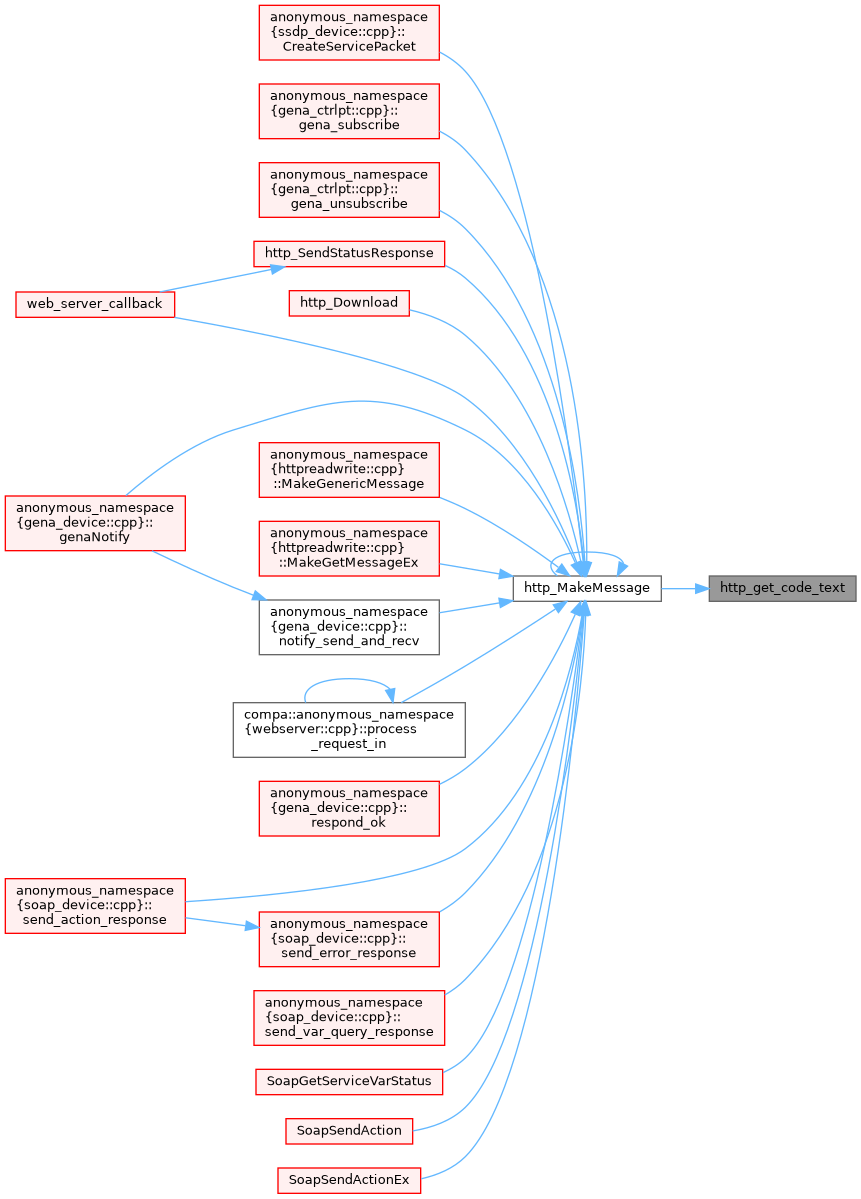 anonymous_namespace
{ssdp_device::cpp}::
CreateServicePacket
anonymous_namespace
{gena_ctrlpt::cpp}::
gena_subscribe
anonymous_namespace
{gena_ctrlpt::cpp}::
gena_unsubscribe
http_SendStatusResponse
web_server_callback
http_Download
anonymous_namespace
{httpreadwrite::cpp}
::MakeGenericMessage
anonymous_namespace
{gena_device::cpp}::
genaNotify
anonymous_namespace
{httpreadwrite::cpp}
::MakeGetMessageEx
http_MakeMessage
http_get_code_text
anonymous_namespace
{gena_device::cpp}::
notify_send_and_recv
compa::anonymous_namespace
{webserver::cpp}::process
_request_in
anonymous_namespace
{gena_device::cpp}::
respond_ok
anonymous_namespace
{soap_device::cpp}::
send_action_response
anonymous_namespace
{soap_device::cpp}::
send_error_response
anonymous_namespace
{soap_device::cpp}::
send_var_query_response
SoapGetServiceVarStatus
SoapSendAction
SoapSendActionEx